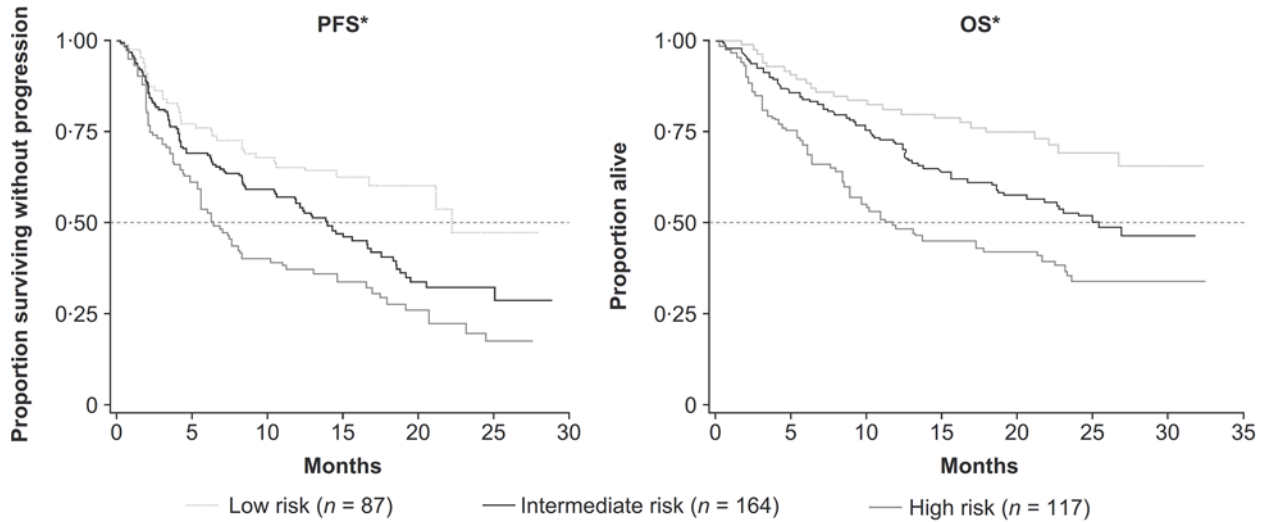 PFS*
Proportion surviving without progression
1·00
0·75
0·50
0·25
0
0 5 10 15 20 25 30
Months
OS*
Proportion alive
1·00
0·75
0·50
0·25
0
0 5 10 15 20 25 30 35
Months
Low risk (n = 87) Intermediate risk (n = 164) High risk (n = 117)